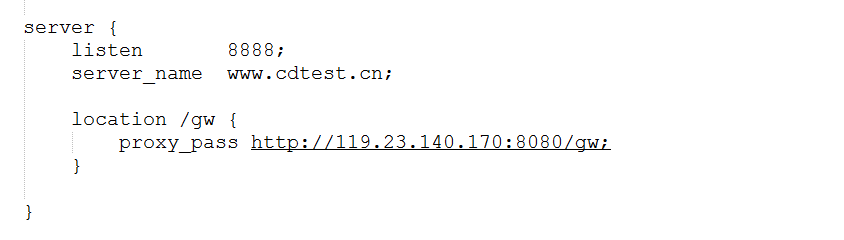 server {
    listen       8888;
    server_name  www.cdtest.cn;
    location /gw {
        proxy_pass http://119.23.140.170:8080/gw;
    }
}